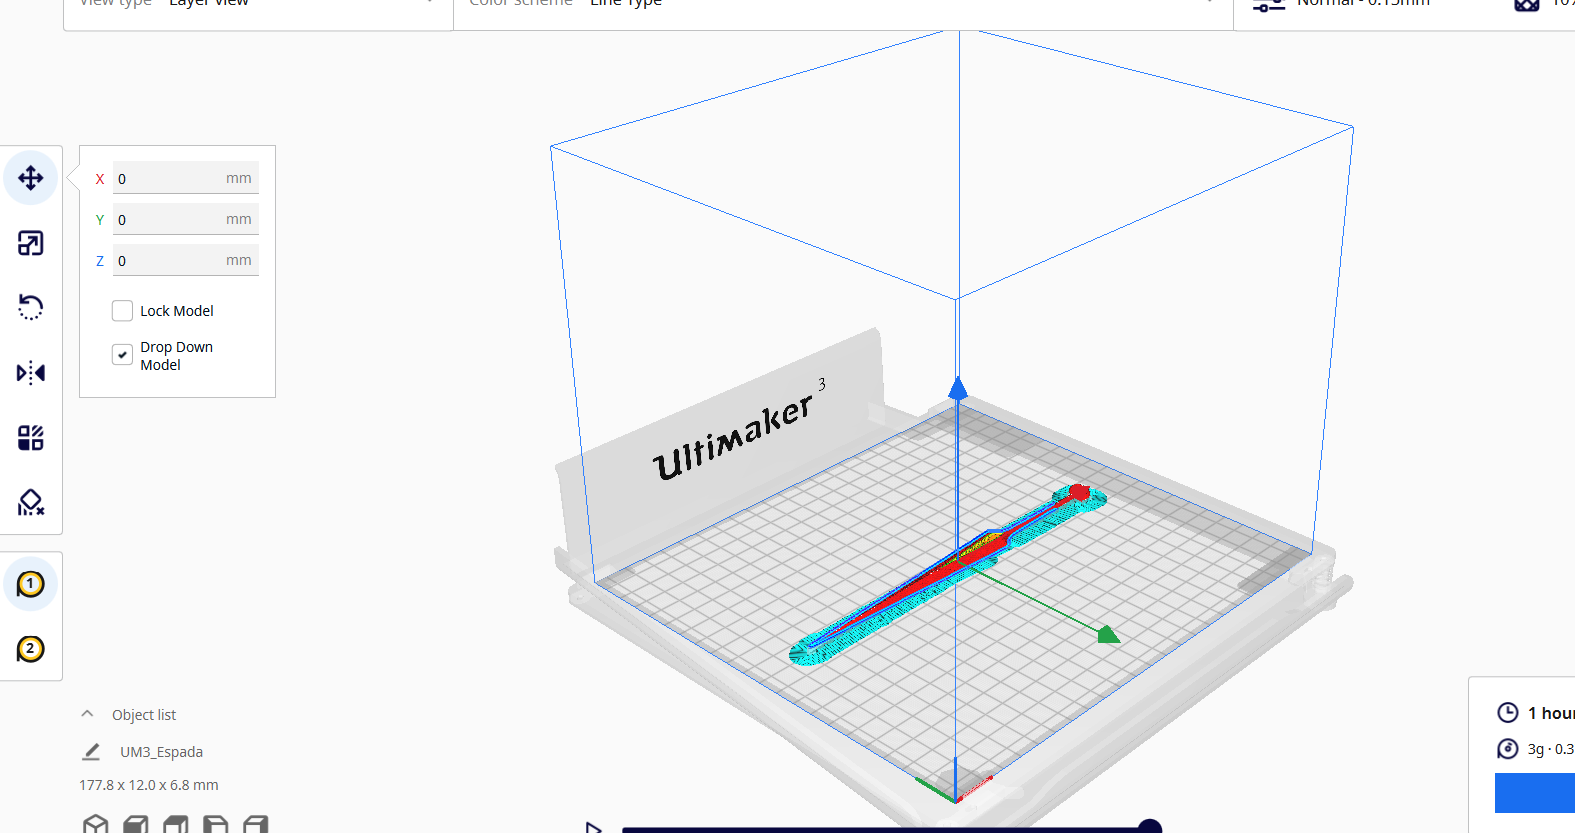 View type Layer view
Color scheme Line Type
Normal - 0.15mm
X 0 mm
Y 0 mm
Z 0 mm
Lock Model
Drop Down
Model
Ultimaker 3
1
2
Object list
UM3_Espada
177.8 x 12.0 x 6.8 mm
1 hour
3g · 0.3